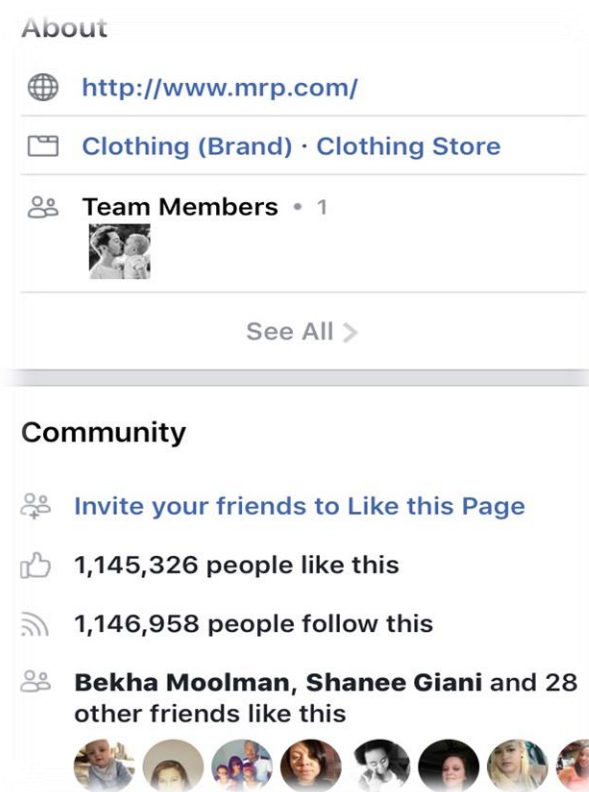 About
http://www.mrp.com/
Clothing (Brand) · Clothing Store
Team Members • 1
See All
Community
Invite your friends to Like this Page
1,145,326 people like this
1,146,958 people follow this
Bekha Moolman, Shanee Giani and 28
other friends like this